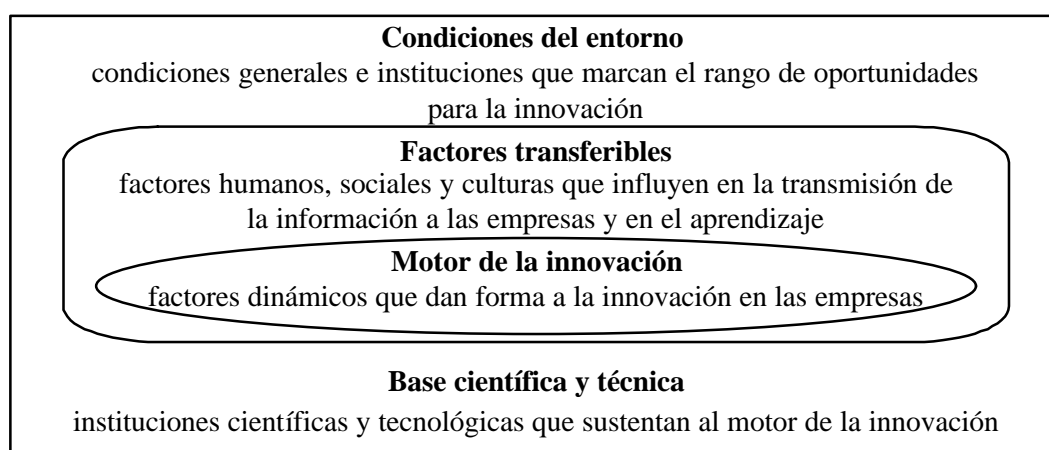 Condiciones del entorno
condiciones generales e instituciones que marcan el rango de oportunidades
para la innovación
Factores transferibles
factores humanos, sociales y culturas que influyen en la transmisión de
la información a las empresas y en el aprendizaje
Motor de la innovación
factores dinámicos que dan forma a la innovación en las empresas
Base científica y técnica
instituciones científicas y tecnológicas que sustentan al motor de la innovación